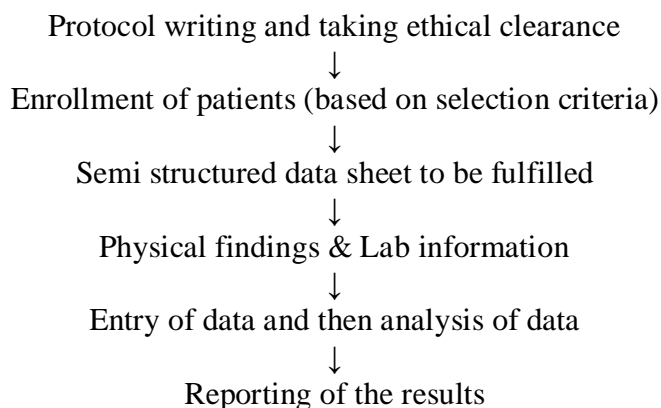 Protocol writing and taking ethical clearance
↓
Enrollment of patients (based on selection criteria)
↓
Semi structured data sheet to be fulfilled
↓
Physical findings & Lab information
↓
Entry of data and then analysis of data
↓
Reporting of the results